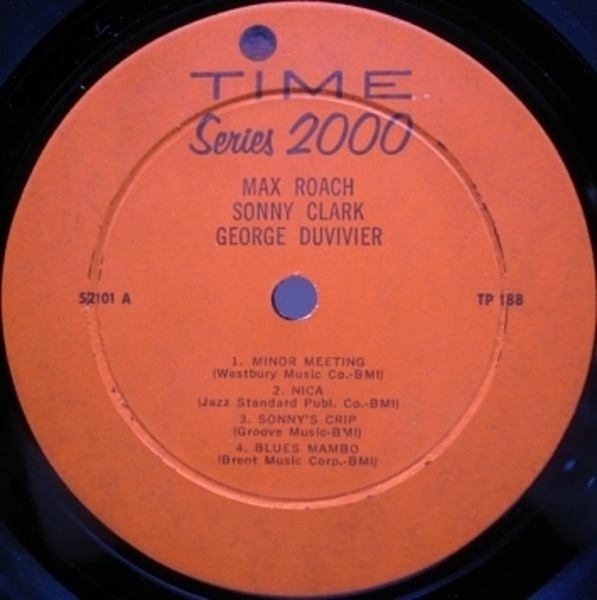 TIME
Series 2000
MAX ROACH
SONNY CLARK
GEORGE DUVIVIER
52101 A
TP 188
1. MINOR MEETING
(Westbury Music Co.-BMI)
2. NICA
(Jazz Standard Publ. Co.-BMI)
3. SONNY'S CRIP
(Groove Music-BMI)
4. BLUES MAMBO
(Brent Music Corp.-BMI)